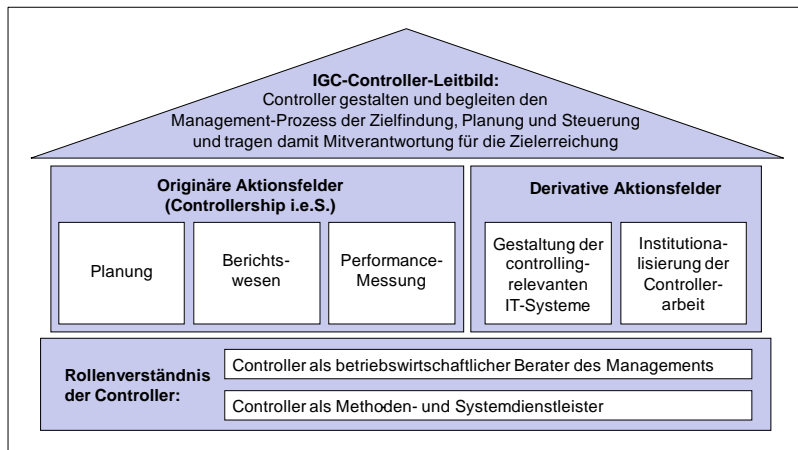 IGC-Controller-Leitbild:
Controller gestalten und begleiten den
Management-Prozess der Zielfindung, Planung und Steuerung
und tragen damit Mitverantwortung für die Zielerreichung
Originäre Aktionsfelder
(Controllership i.e.S.)
Planung
Berichts-
wesen
Performance-
Messung
Derivative Aktionsfelder
Gestaltung der
controlling-
relevanten
IT-Systeme
Institutiona-
lisierung der
Controller-
arbeit
Rollenverständnis
der Controller:
Controller als betriebswirtschaftlicher Berater des Managements
Controller als Methoden- und Systemdienstleister